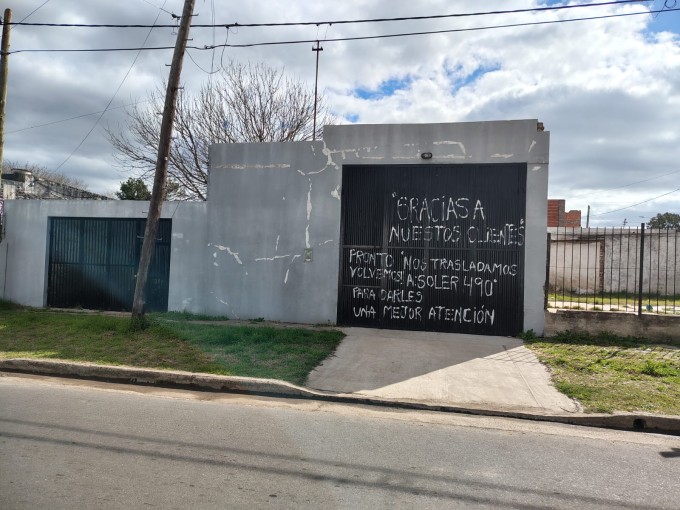 "GRACIAS A
NUESTOS CLIENTES"
PRONTO "NOS TRASLADAMOS
VOLVEMOS! A: SOLER 490"
PARA DARLES
UNA MEJOR ATENCIÓN